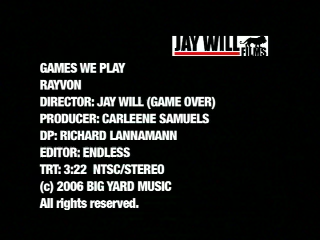 JAY WILL
FILMS
GAMES WE PLAY
RAYVON
DIRECTOR: JAY WILL (GAME OVER)
PRODUCER: CARLEENE SAMUELS
DP: RICHARD LANNAMANN
EDITOR: ENDLESS
TRT: 3:22 NTSC/STEREO
(c) 2006 BIG YARD MUSIC
All rights reserved.